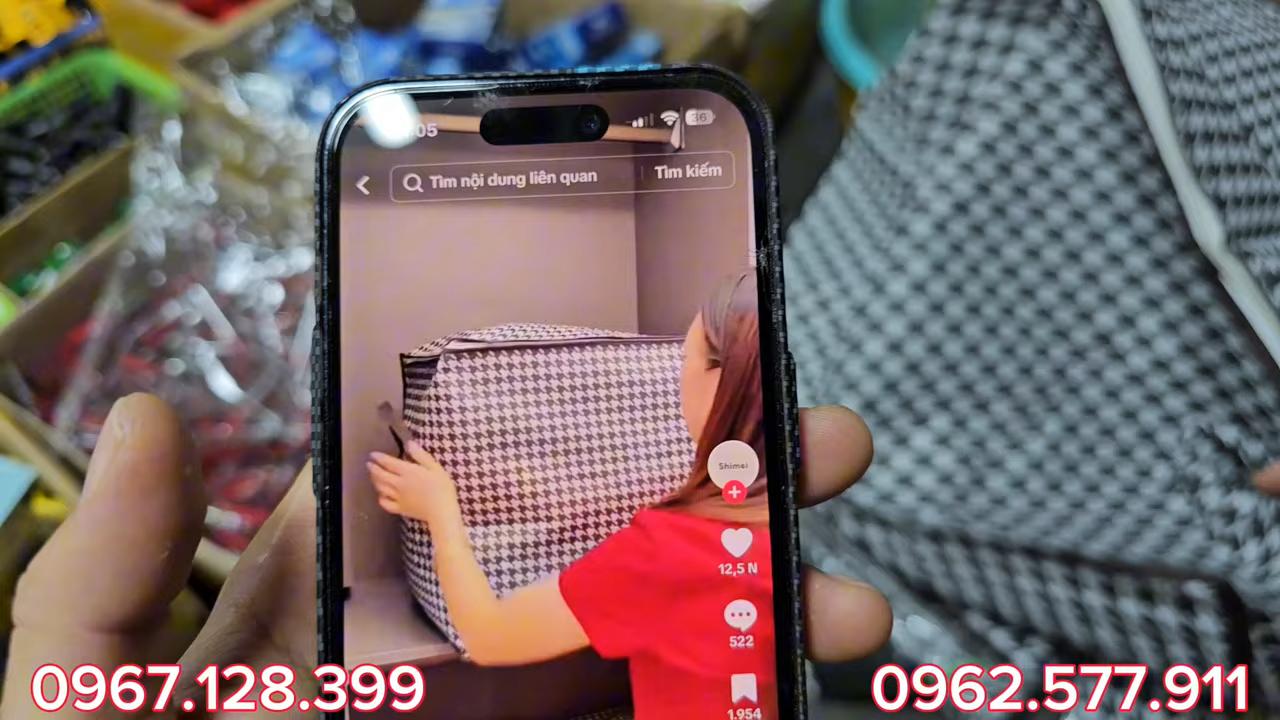 05
36
Tìm nội dung liên quan
Tìm kiếm
Shimei
12,5 N
522
1.954
0967.128.399
0962.577.911